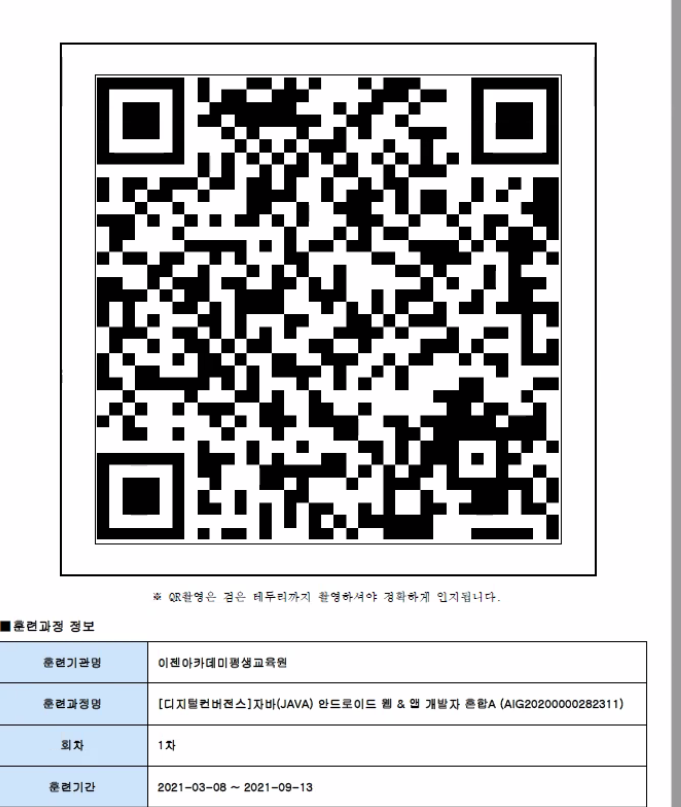 ※ QR촬영은 검은 테두리까지 촬영하셔야 정확하게 인지됩니다.
■훈련과정 정보
훈련기관명 이젠아카데미평생교육원
훈련과정명 [디지털컨버젼스]자바(JAVA) 안드로이드 웹 & 앱 개발자 혼합A (AIG20200000282311)
회차 1차
훈련기간 2021-03-08 ~ 2021-09-13